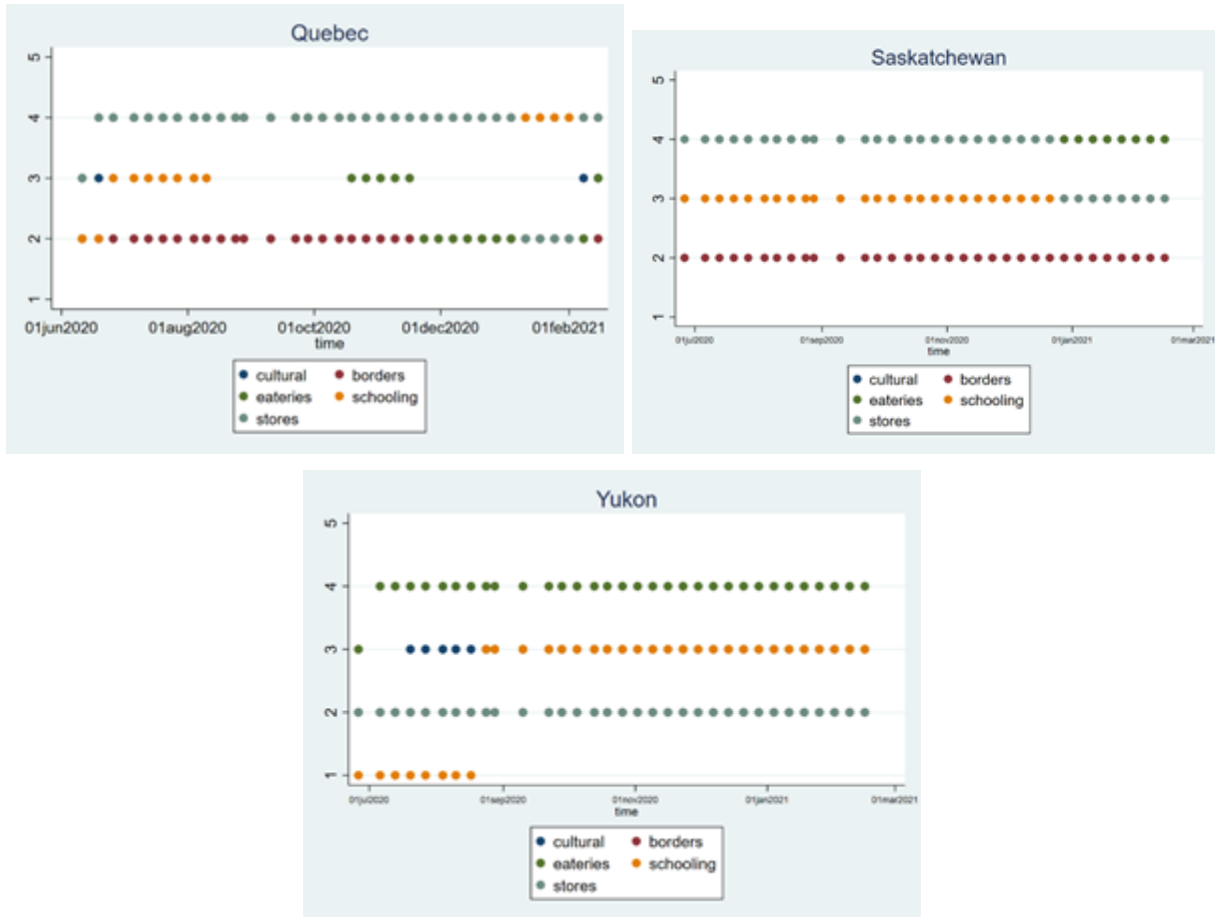 Quebec
5
4
3
2
1
01jun2020 01aug2020 01oct2020 01dec2020 01feb2021
time
cultural borders
eateries schooling
stores
Saskatchewan
5
4
3
2
1
01jul2020 01sep2020 01nov2020 01jan2021 01mar2021
time
cultural borders
eateries schooling
stores
Yukon
5
4
3
2
1
01jul2020 01sep2020 01nov2020 01jan2021 01mar2021
time
cultural borders
eateries schooling
stores